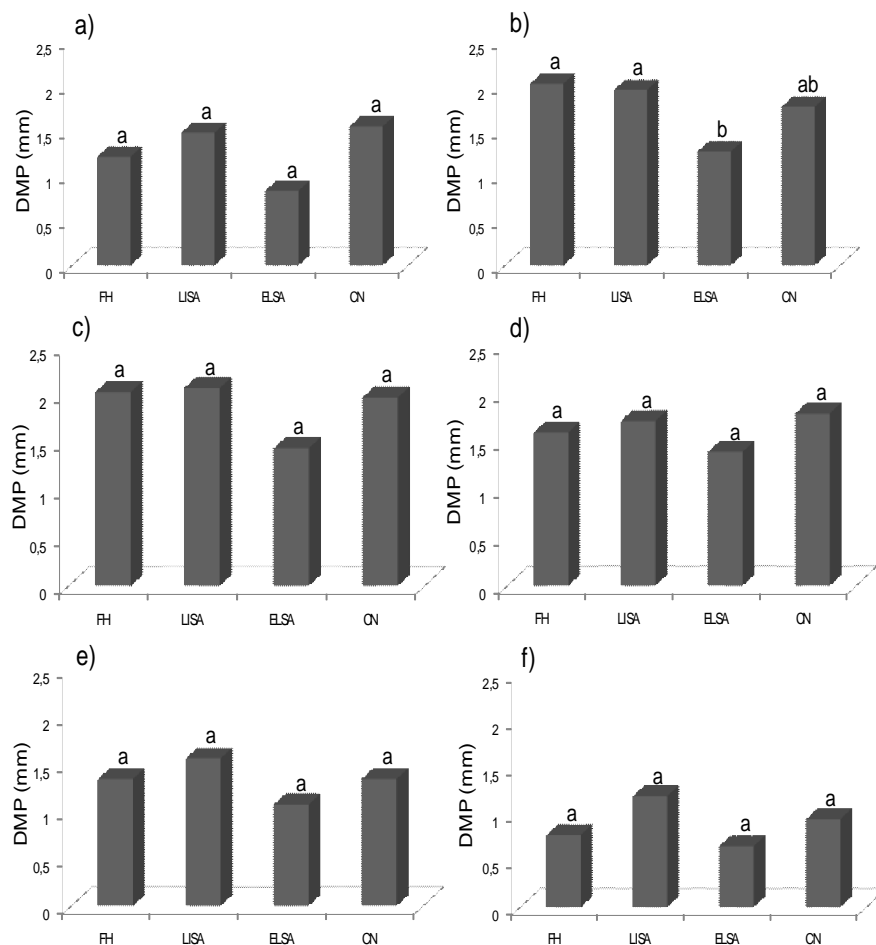 a)
DMP (mm)
2,5
2
1,5
1
0,5
0
a a a a
FH LISA ELSA CN
b)
DMP (mm)
2,5
2
1,5
1
0,5
0
a a b ab
FH LISA ELSA CN
c)
DMP (mm)
2,5
2
1,5
1
0,5
0
a a a a
FH LISA ELSA CN
d)
DMP (mm)
2,5
2
1,5
1
0,5
0
a a a a
FH LISA ELSA CN
e)
DMP (mm)
2,5
2
1,5
1
0,5
0
a a a a
FH LISA ELSA CN
f)
DMP (mm)
2,5
2
1,5
1
0,5
0
a a a a
FH LISA ELSA CN